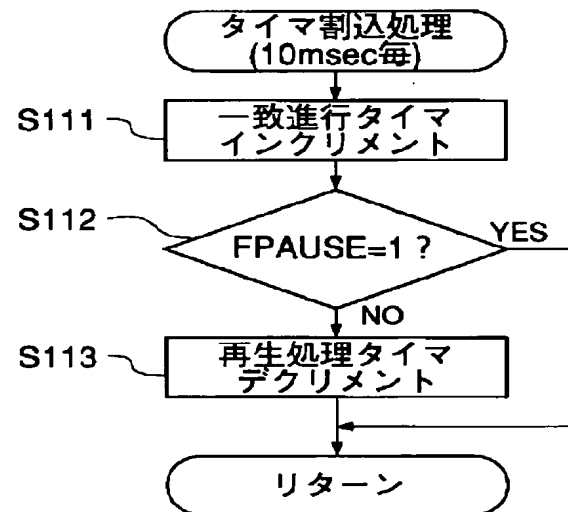 タイマ割込処理
(10msec毎)
S111
一致進行タイマ
インクリメント
S112
FPAUSE=1 ?
YES
NO
S113
再生処理タイマ
デクリメント
リターン